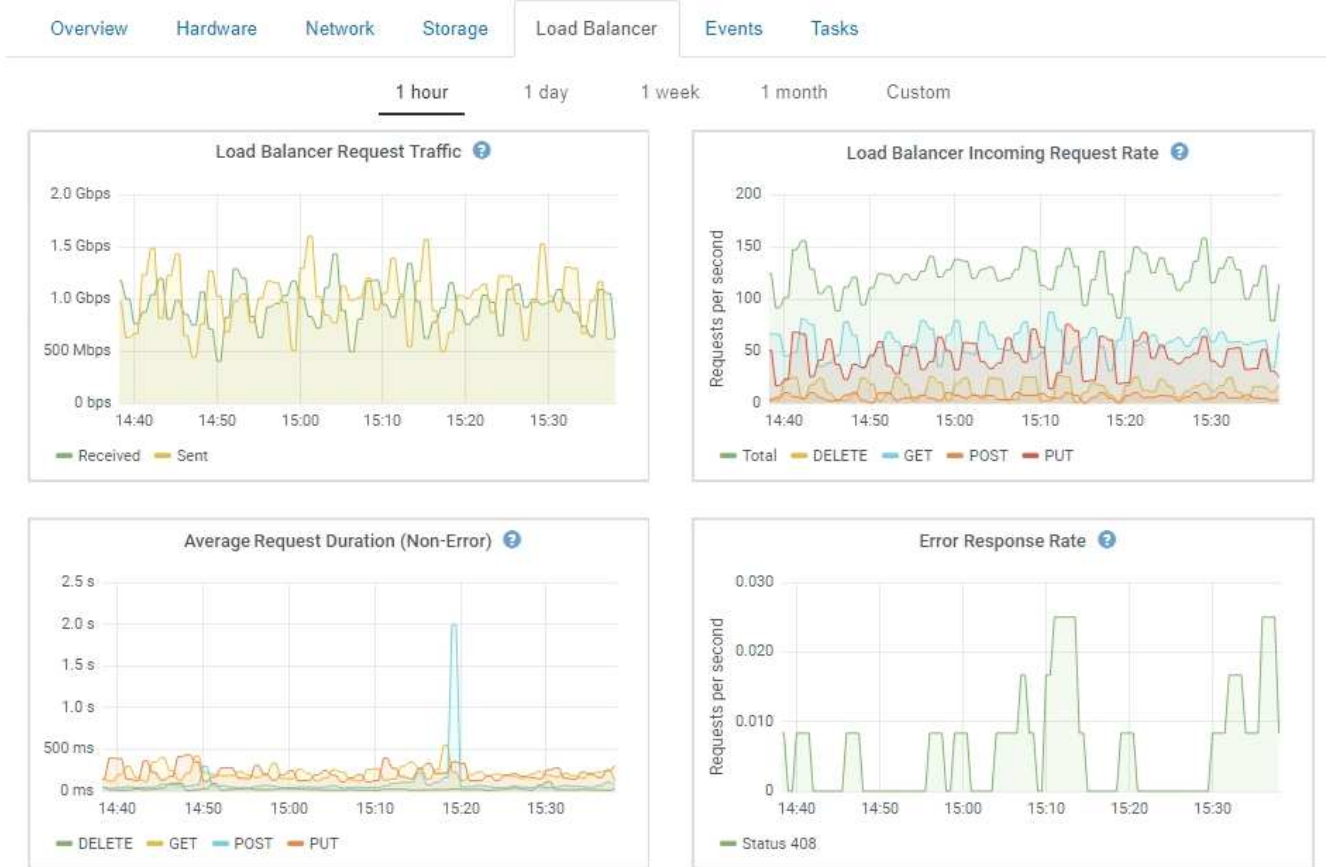 Overview Hardware Network Storage Load Balancer Events Tasks
1 hour 1 day 1 week 1 month Custom
Load Balancer Request Traffic ?
2.0 Gbps
1.5 Gbps
1.0 Gbps
500 Mbps
0 bps
14:40 14:50 15:00 15:10 15:20 15:30
Received Sent
Load Balancer Incoming Request Rate ?
Requests per second
200
150
100
50
0
14:40 14:50 15:00 15:10 15:20 15:30
Total DELETE GET POST PUT
Average Request Duration (Non-Error) ?
2.5 s
2.0 s
1.5 s
1.0 s
500 ms
0 ms
14:40 14:50 15:00 15:10 15:20 15:30
DELETE GET POST PUT
Error Response Rate ?
Requests per second
0.030
0.020
0.010
0
14:40 14:50 15:00 15:10 15:20 15:30
Status 408